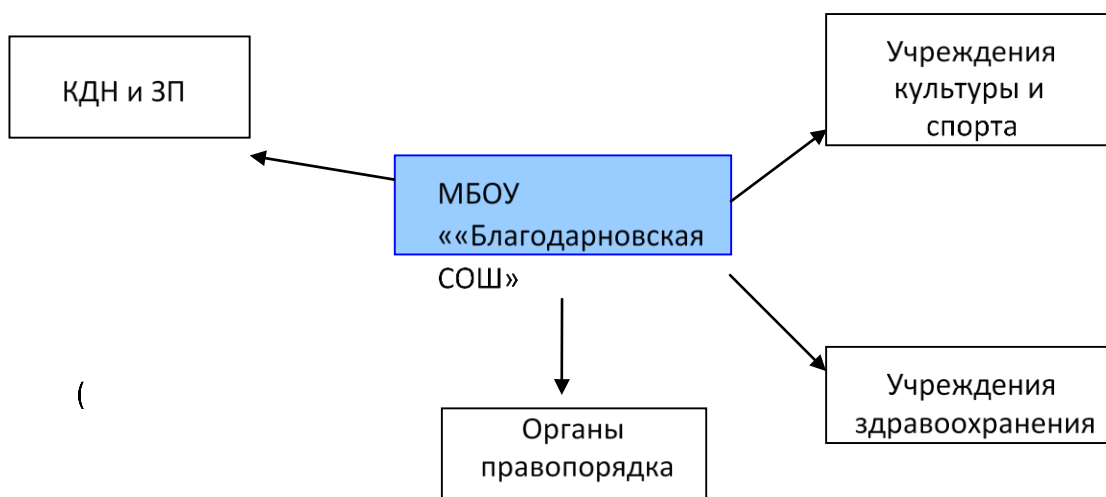 КДН и ЗП
Учреждения
культуры и
спорта
МБОУ
««Благодарновская
СОШ»
(
Учреждения
здравоохранения
Органы
правопорядка